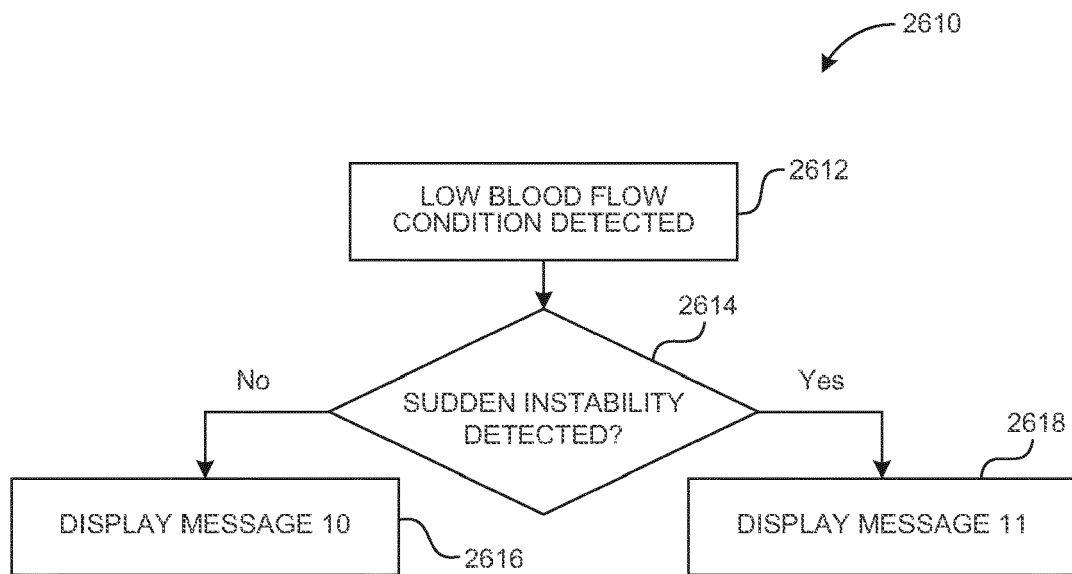 2610
LOW BLOOD FLOW
CONDITION DETECTED
2612
2614
No
Yes
SUDDEN INSTABILITY
DETECTED?
2618
DISPLAY MESSAGE 10
DISPLAY MESSAGE 11
2616